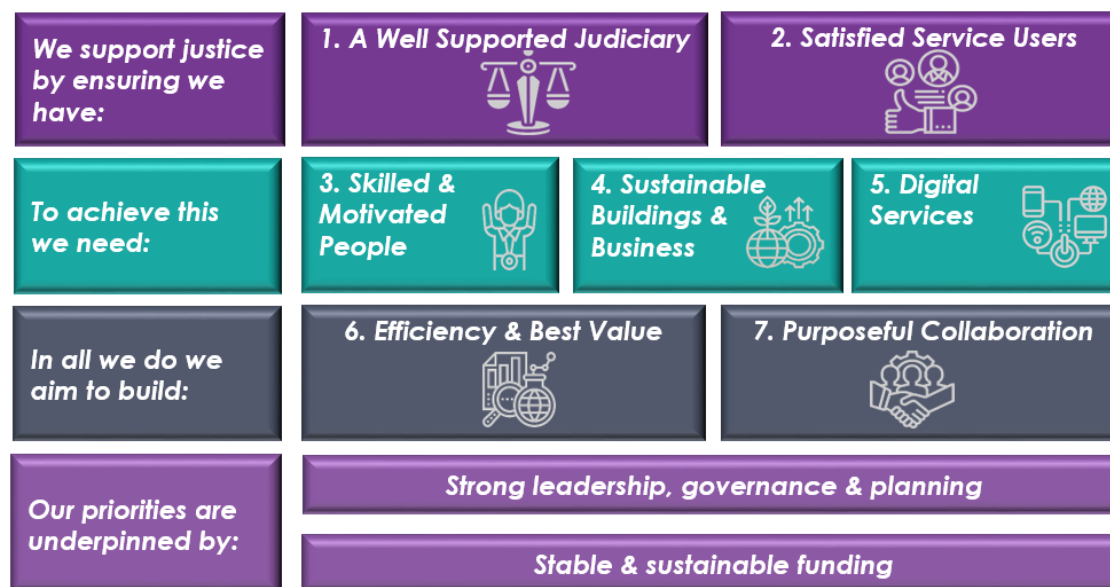 We support justice
by ensuring we
have:
1. A Well Supported Judiciary
2. Satisfied Service Users
To achieve this
we need:
3. Skilled &
Motivated
People
4. Sustainable
Buildings &
Business
5. Digital
Services
In all we do we
aim to build:
6. Efficiency & Best Value
7. Purposeful Collaboration
Our priorities are
underpinned by:
Strong leadership, governance & planning
Stable & sustainable funding